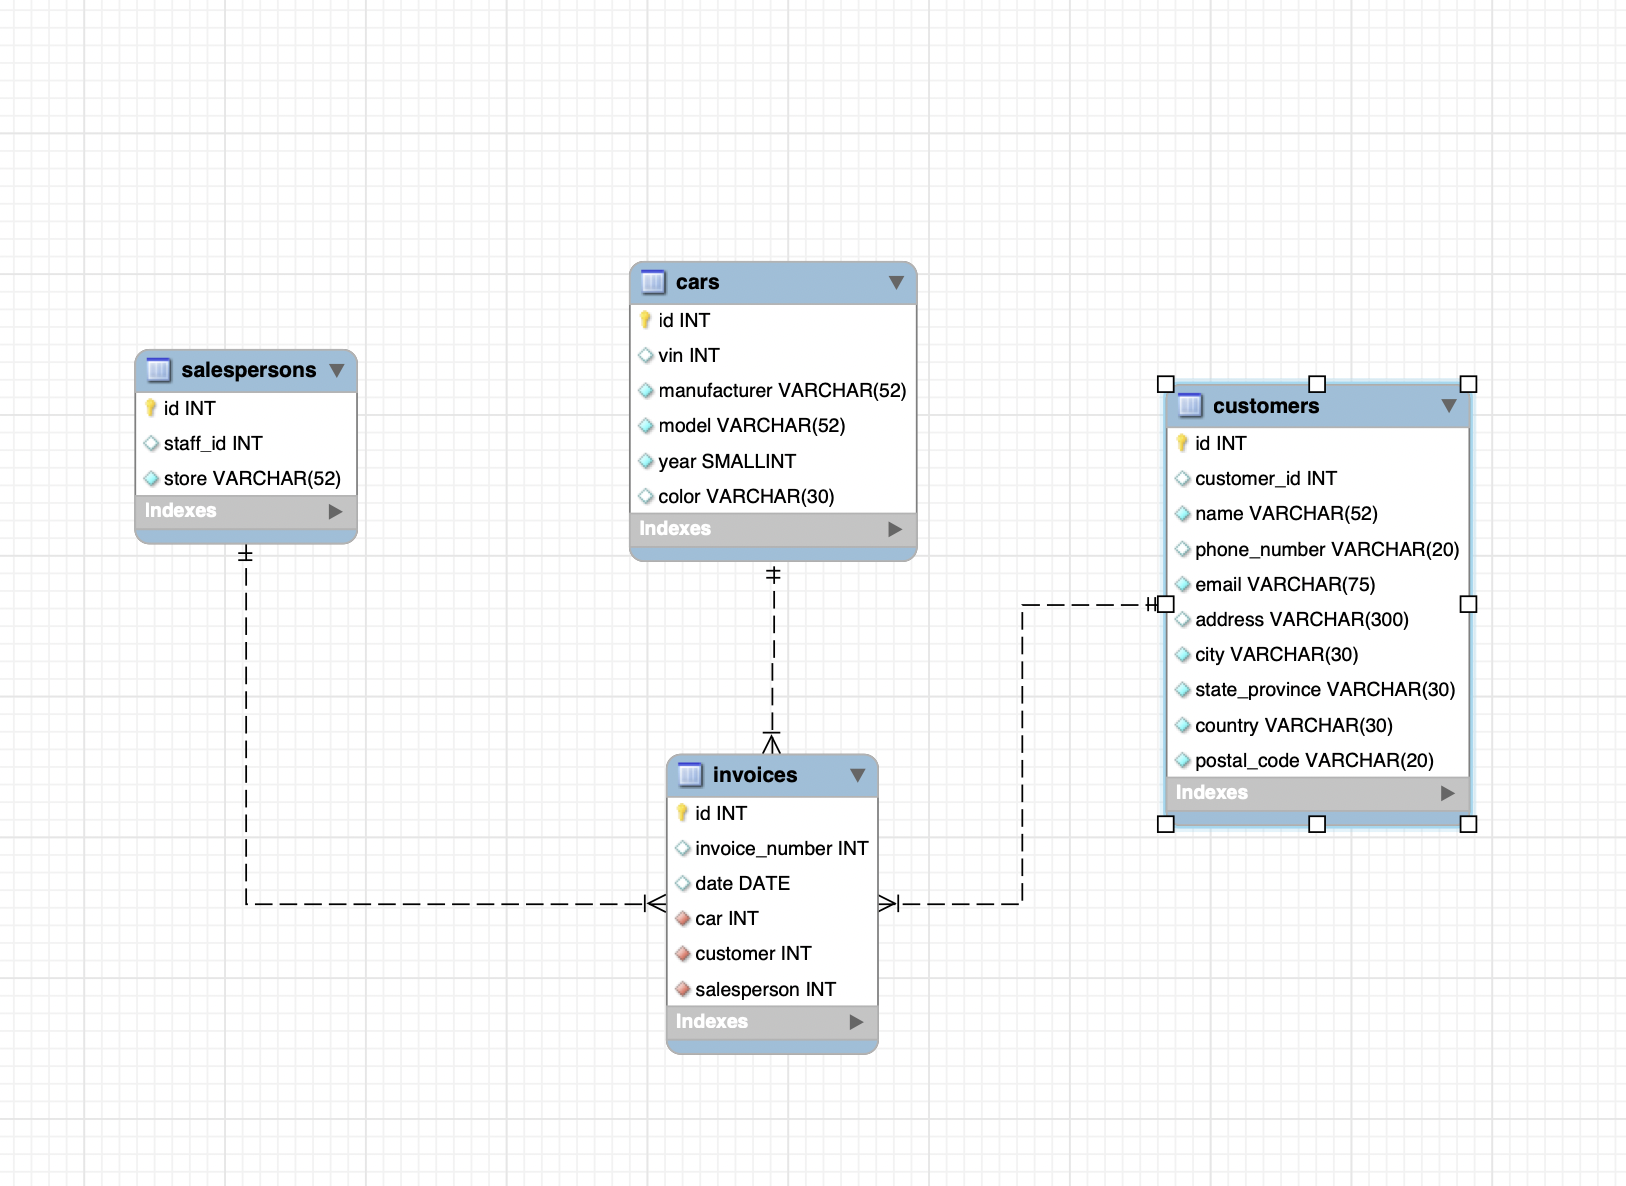 salespersons
id INT
staff_id INT
store VARCHAR(52)
Indexes
cars
id INT
vin INT
manufacturer VARCHAR(52)
model VARCHAR(52)
year SMALLINT
color VARCHAR(30)
Indexes
customers
id INT
customer_id INT
name VARCHAR(52)
phone_number VARCHAR(20)
email VARCHAR(75)
address VARCHAR(300)
city VARCHAR(30)
state_province VARCHAR(30)
country VARCHAR(30)
postal_code VARCHAR(20)
Indexes
invoices
id INT
invoice_number INT
date DATE
car INT
customer INT
salesperson INT
Indexes